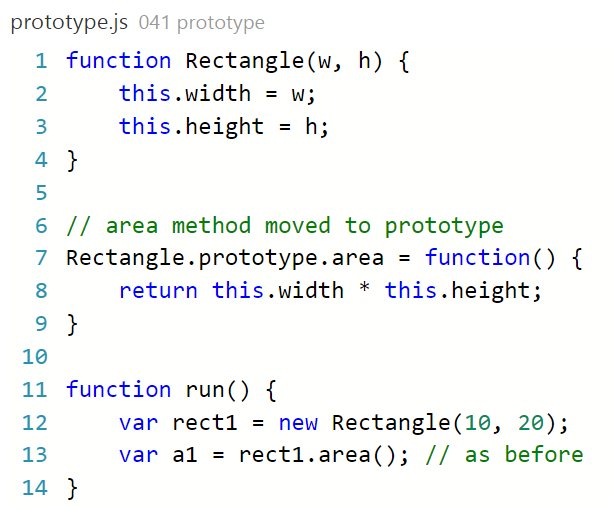 prototype.js 041 prototype
1 function Rectangle(w, h) {
2     this.width = w;
3     this.height = h;
4 }
5
6 // area method moved to prototype
7 Rectangle.prototype.area = function() {
8     return this.width * this.height;
9 }
10
11 function run() {
12     var rect1 = new Rectangle(10, 20);
13     var a1 = rect1.area(); // as before
14 }